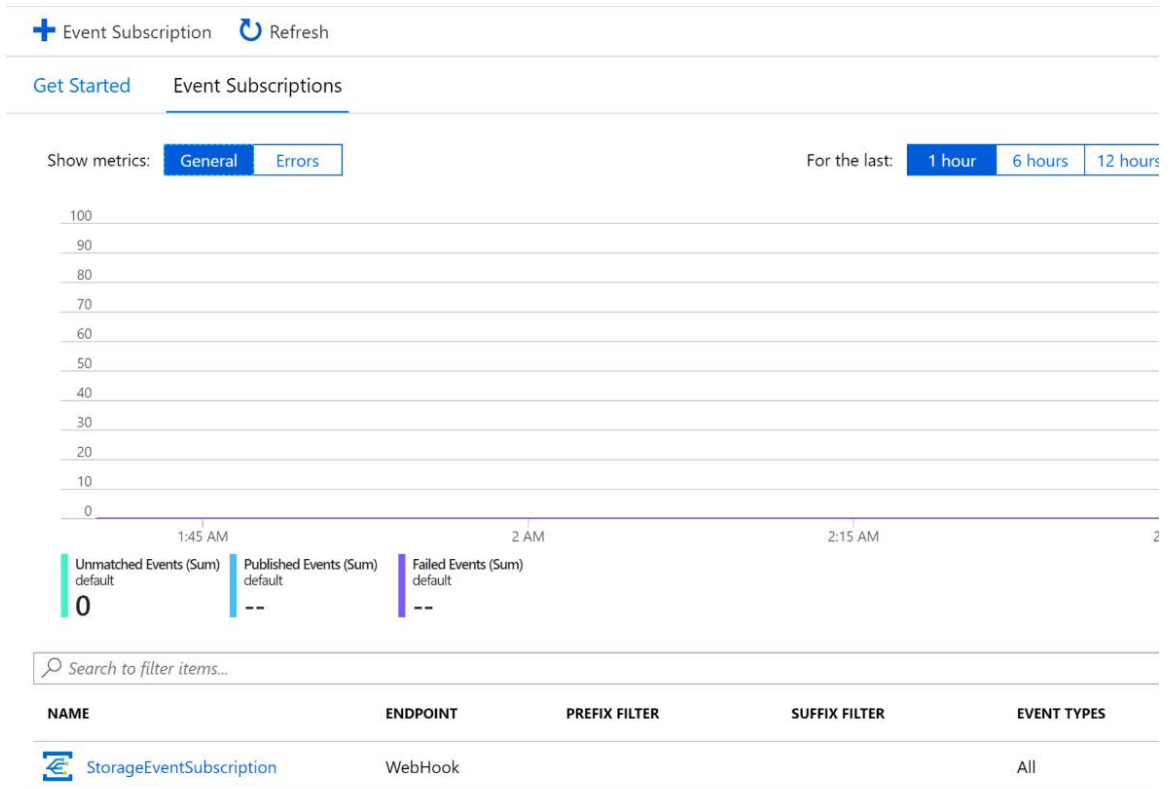 Event Subscription Refresh
Get Started Event Subscriptions
Show metrics: General Errors For the last: 1 hour 6 hours 12 hours
100
90
80
70
60
50
40
30
20
10
0
1:45 AM 2 AM 2:15 AM 2
Unmatched Events (Sum) Published Events (Sum) Failed Events (Sum)
default default default
0 -- --
Search to filter items...
NAME ENDPOINT PREFIX FILTER SUFFIX FILTER EVENT TYPES
StorageEventSubscription WebHook All